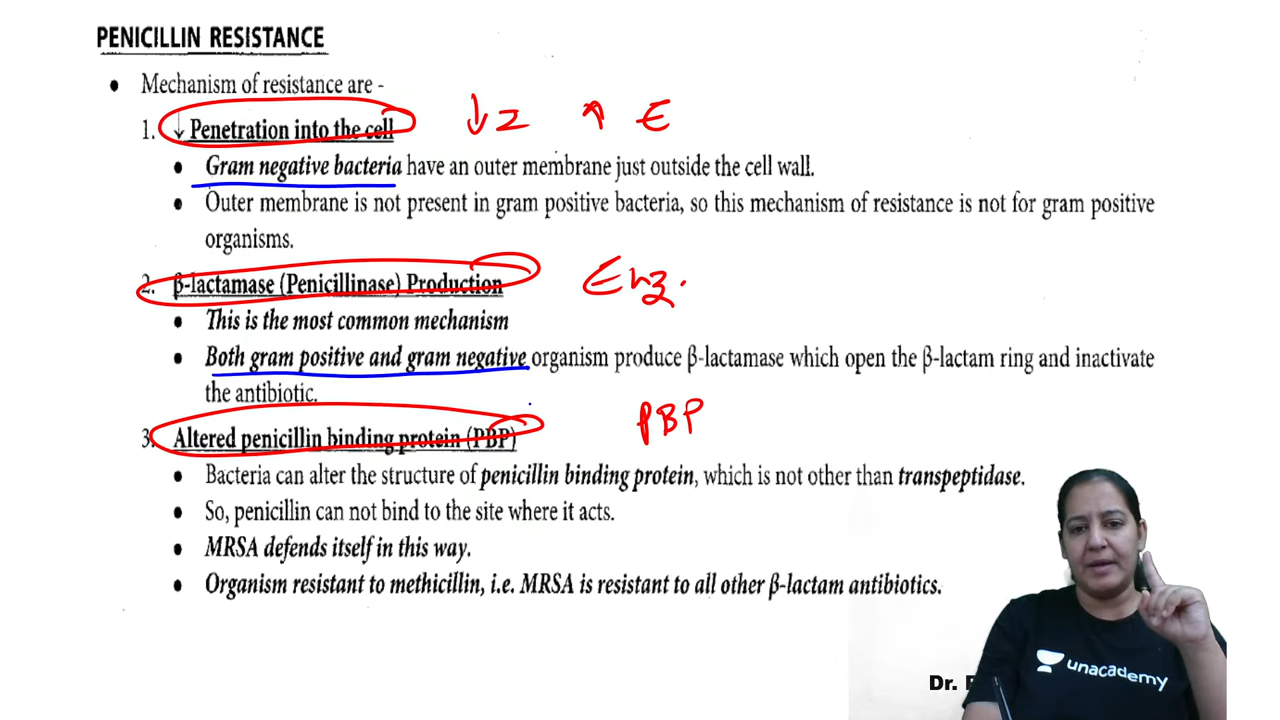 PENICILLIN RESISTANCE
• Mechanism of resistance are -
1. ↓ Penetration into the cell ↓I ↑ E
• Gram negative bacteria have an outer membrane just outside the cell wall.
• Outer membrane is not present in gram positive bacteria, so this mechanism of resistance is not for gram positive
organisms.
2. β-lactamase (Penicillinase) Production Enz.
• This is the most common mechanism
• Both gram positive and gram negative organism produce β-lactamase which open the β-lactam ring and inactivate
the antibiotic.
3. Altered penicillin binding protein (PBP) PBP
• Bacteria can alter the structure of penicillin binding protein, which is not other than transpeptidase.
• So, penicillin can not bind to the site where it acts.
• MRSA defends itself in this way.
• Organism resistant to methicillin, i.e. MRSA is resistant to all other β-lactam antibiotics.
unacademy
Dr.